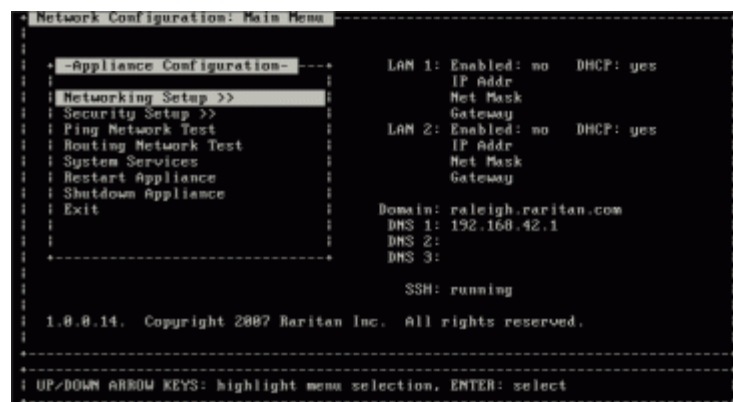 Network Configuration: Main Menu
-Appliance Configuration-
Networking Setup >>
Security Setup >>
Ping Network Test
Routing Network Test
System Services
Restart Appliance
Shutdown Appliance
Exit
LAN 1: Enabled: no DHCP: yes
IP Addr
Net Mask
Gateway
LAN 2: Enabled: no DHCP: yes
IP Addr
Net Mask
Gateway
Domain: raleigh.raritan.com
DNS 1: 192.168.42.1
DNS 2:
DNS 3:
SSH: running
1.0.0.14. Copyright 2007 Raritan Inc. All rights reserved.
UP/DOWN ARROW KEYS: highlight menu selection, ENTER: select